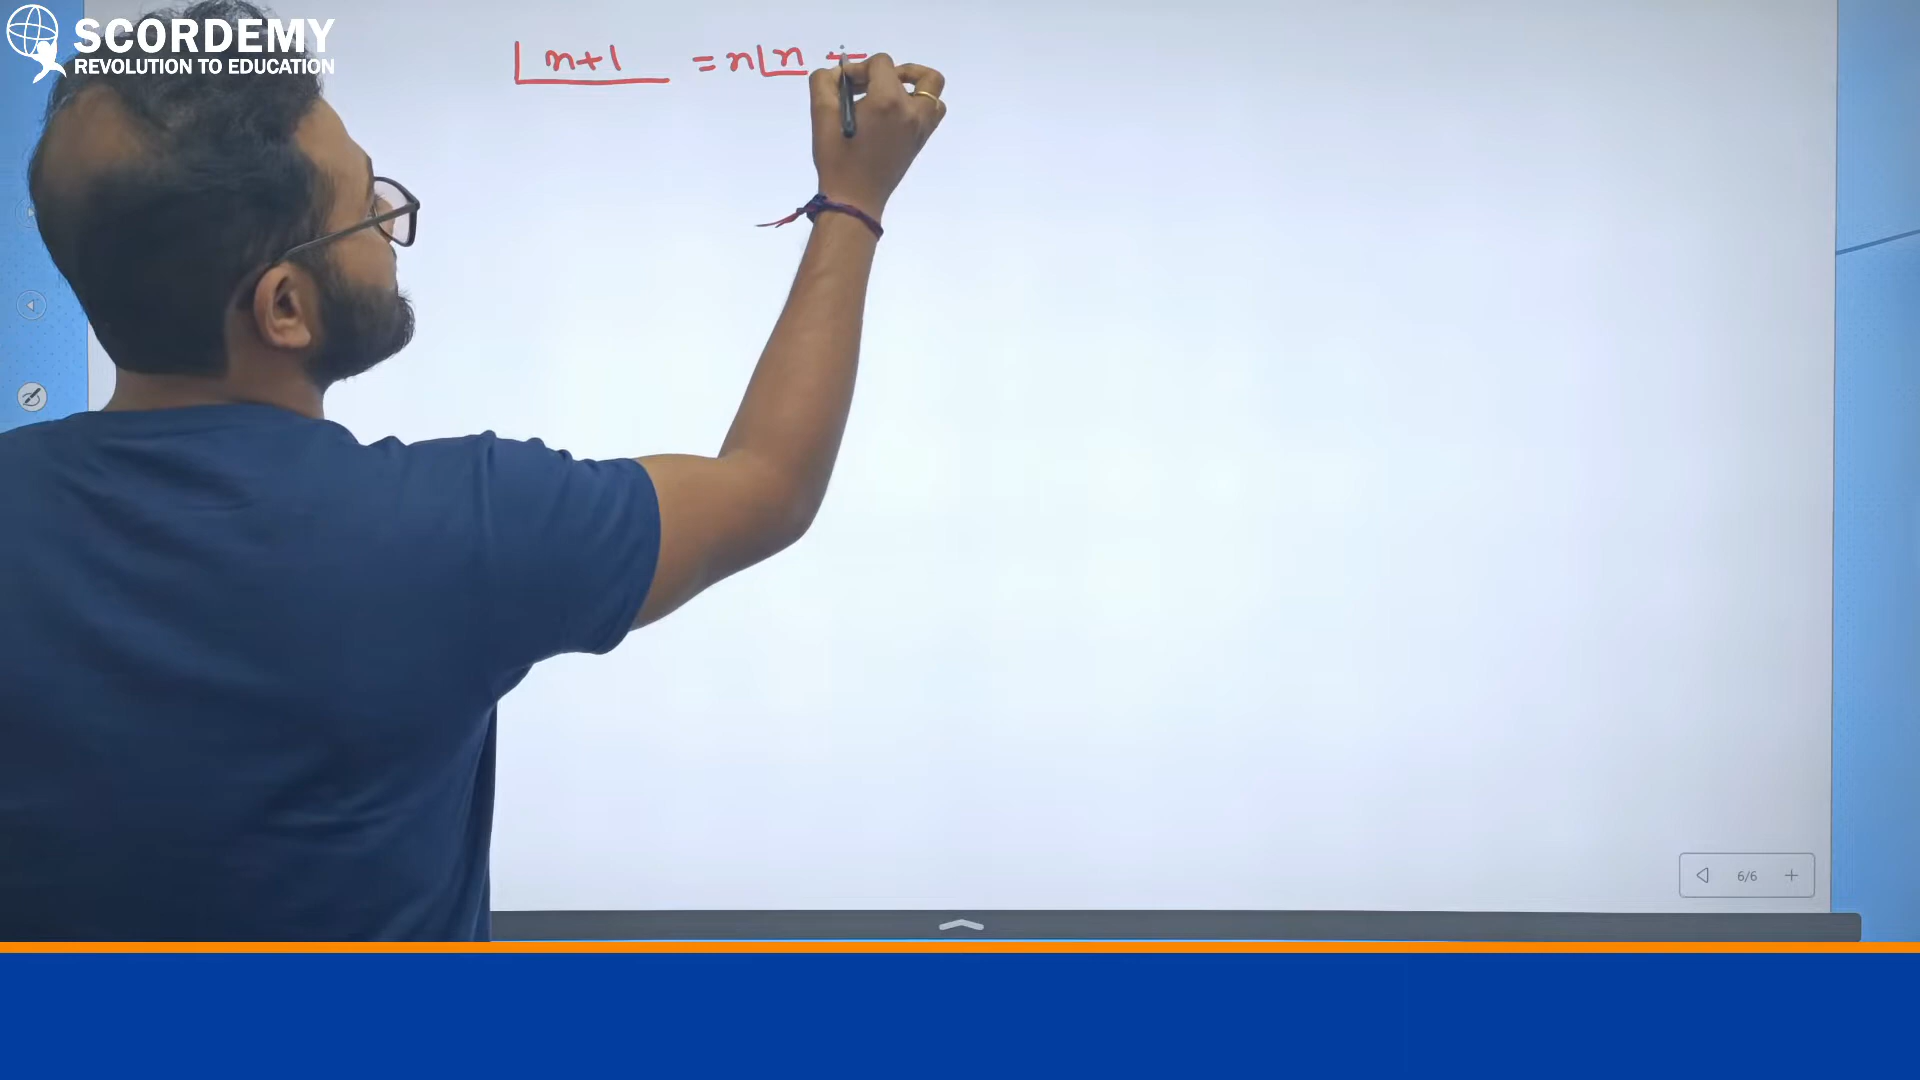 SCORDEMY
REVOLUTION TO EDUCATION
|n+1 = n|n +
6/6